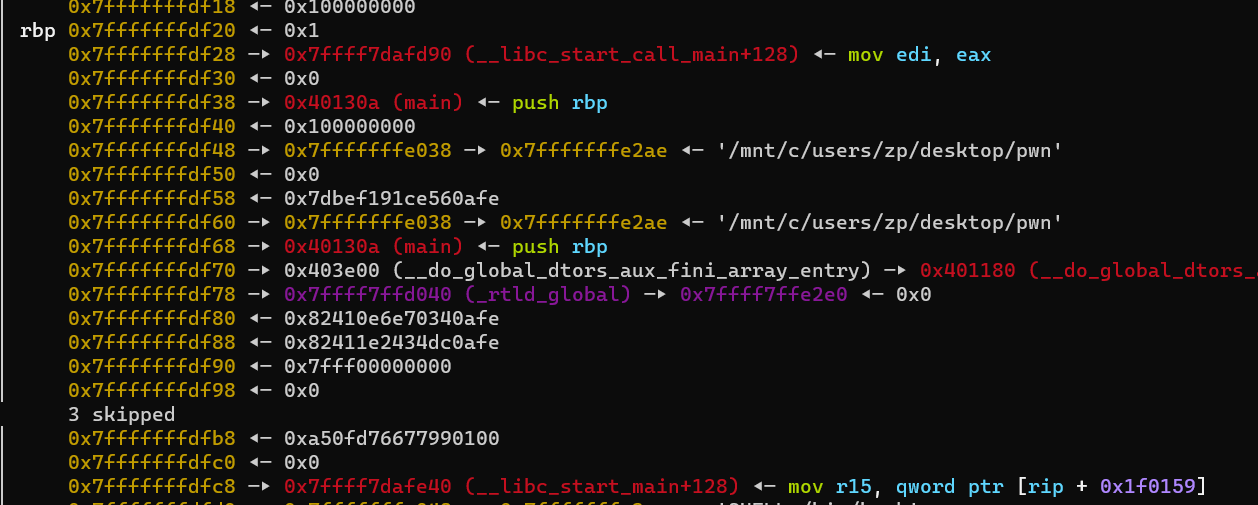 0x7fffffffdf18 ◂— 0x100000000
rbp 0x7fffffffdf20 ◂— 0x1
0x7fffffffdf28 —▸ 0x7ffff7dafd90 (__libc_start_call_main+128) ◂— mov edi, eax
0x7fffffffdf30 ◂— 0x0
0x7fffffffdf38 —▸ 0x40130a (main) ◂— push rbp
0x7fffffffdf40 ◂— 0x100000000
0x7fffffffdf48 —▸ 0x7fffffffe038 —▸ 0x7fffffffe2ae ◂— '/mnt/c/users/zp/desktop/pwn'
0x7fffffffdf50 ◂— 0x0
0x7fffffffdf58 ◂— 0x7dbef191ce560afe
0x7fffffffdf60 —▸ 0x7fffffffe038 —▸ 0x7fffffffe2ae ◂— '/mnt/c/users/zp/desktop/pwn'
0x7fffffffdf68 —▸ 0x40130a (main) ◂— push rbp
0x7fffffffdf70 —▸ 0x403e00 (__do_global_dtors_aux_fini_array_entry) —▸ 0x401180 (__do_global_dtors_
0x7fffffffdf78 —▸ 0x7ffff7ffd040 (_rtld_global) —▸ 0x7ffff7ffe2e0 ◂— 0x0
0x7fffffffdf80 ◂— 0x82410e6e70340afe
0x7fffffffdf88 ◂— 0x82411e2434dc0afe
0x7fffffffdf90 ◂— 0x7fff00000000
0x7fffffffdf98 ◂— 0x0
3 skipped
0x7fffffffdfb8 ◂— 0xa50fd76677990100
0x7fffffffdfc0 ◂— 0x0
0x7fffffffdfc8 —▸ 0x7ffff7dafe40 (__libc_start_main+128) ◂— mov r15, qword ptr [rip + 0x1f0159]